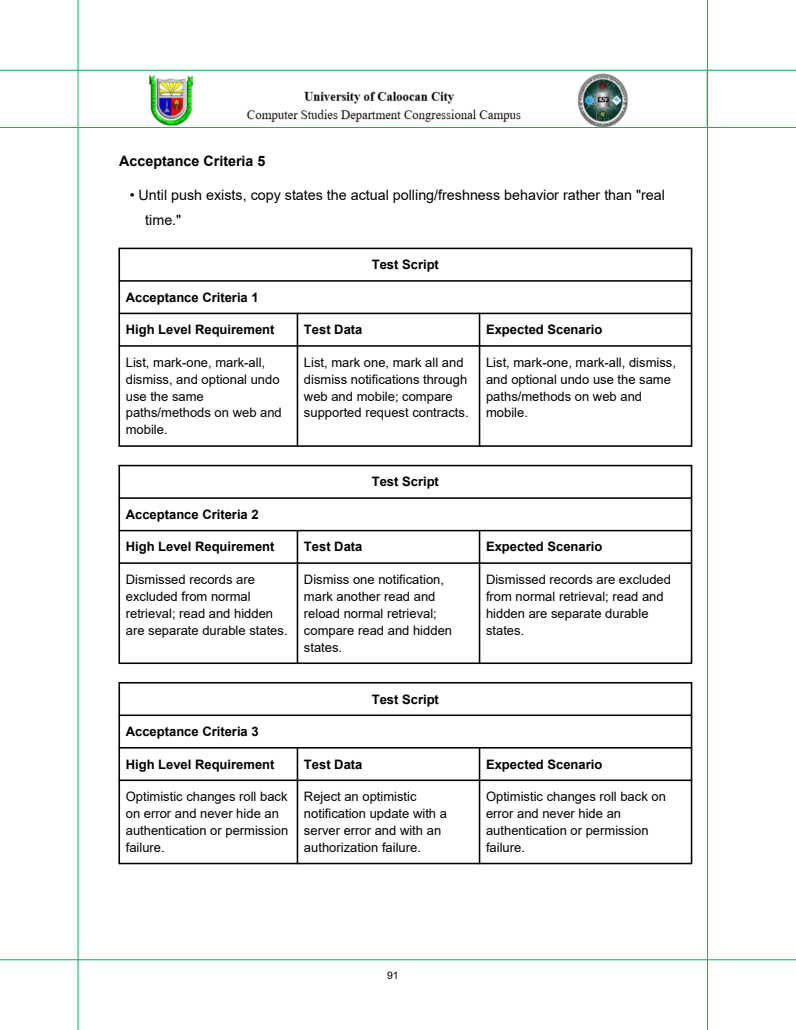 University of Caloocan City
Computer Studies Department Congressional Campus
Acceptance Criteria 5
• Until push exists, copy states the actual polling/freshness behavior rather than "real
time."
Test Script
Acceptance Criteria 1
High Level Requirement
Test Data
Expected Scenario
List, mark-one, mark-all,
dismiss, and optional undo
use the same
paths/methods on web and
mobile.
List, mark one, mark all and
dismiss notifications through
web and mobile; compare
supported request contracts.
List, mark-one, mark-all, dismiss,
and optional undo use the same
paths/methods on web and
mobile.
Test Script
Acceptance Criteria 2
High Level Requirement
Test Data
Expected Scenario
Dismissed records are
excluded from normal
retrieval; read and hidden
are separate durable states.
Dismiss one notification,
mark another read and
reload normal retrieval;
compare read and hidden
states.
Dismissed records are excluded
from normal retrieval; read and
hidden are separate durable
states.
Test Script
Acceptance Criteria 3
High Level Requirement
Test Data
Expected Scenario
Optimistic changes roll back
on error and never hide an
authentication or permission
failure.
Reject an optimistic
notification update with a
server error and with an
authorization failure.
Optimistic changes roll back on
error and never hide an
authentication or permission
failure.
91